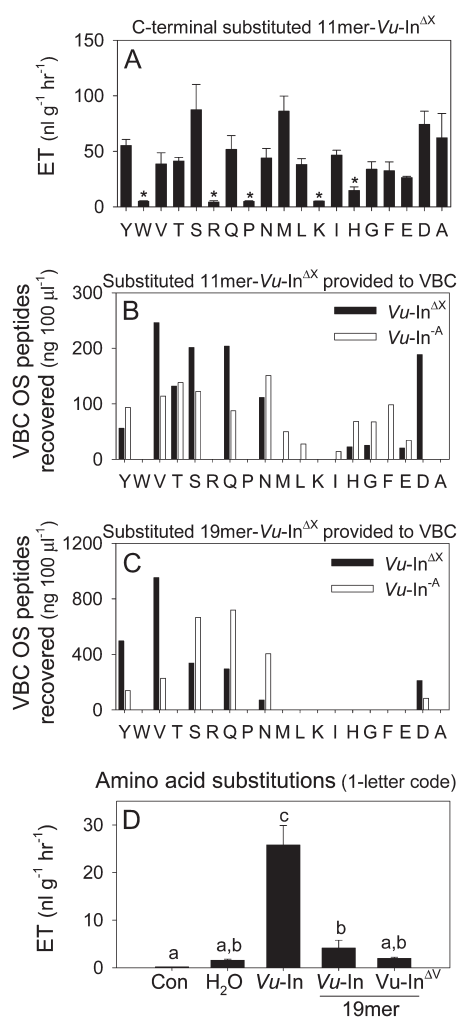 C-terminal substituted 11mer-Vu-In^ΔX
A
ET (nl g⁻¹ hr⁻¹)
150
100
50
0
* * * * *
Y W V T S R Q P N M L K I H G F E D A
Substituted 11mer-Vu-In^ΔX provided to VBC
B
VBC OS peptides
recovered (ng 100 µl⁻¹)
300
200
100
0
Vu-In^ΔX
Vu-In^-A
Y W V T S R Q P N M L K I H G F E D A
Substituted 19mer-Vu-In^ΔX provided to VBC
C
VBC OS peptides
recovered (ng 100 µl⁻¹)
1200
800
400
0
Vu-In^ΔX
Vu-In^-A
Y W V T S R Q P N M L K I H G F E D A
Amino acid substitutions (1-letter code)
D
ET (nl g⁻¹ hr⁻¹)
30
20
10
0
a a,b c b a,b
Con H₂O Vu-In Vu-In Vu-In^ΔV
19mer